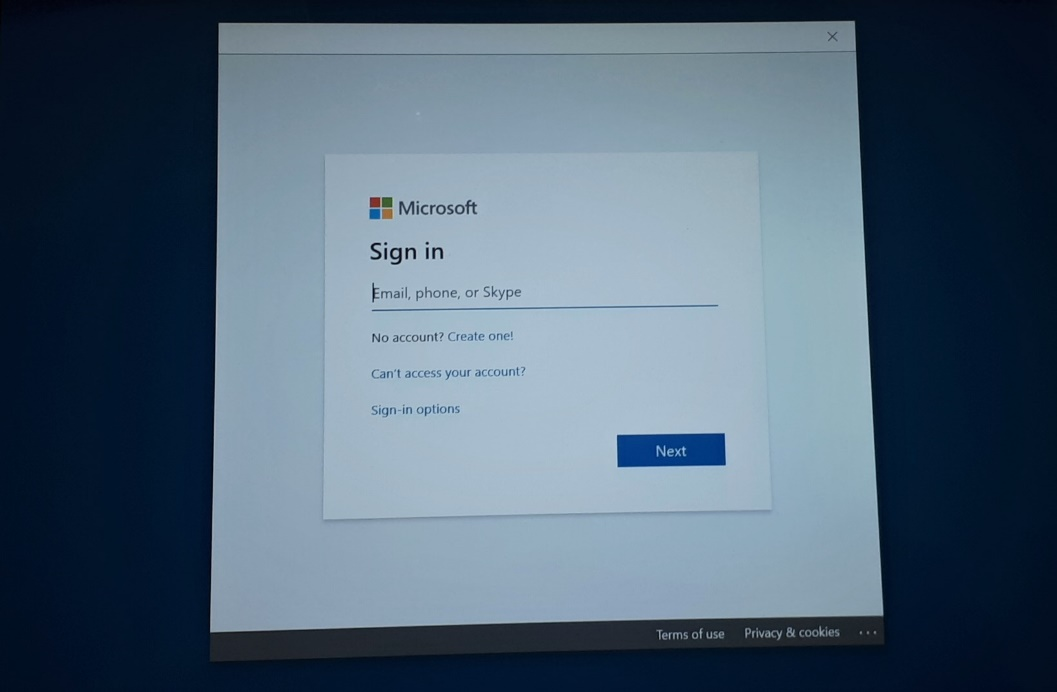 Microsoft
Sign in
Email, phone, or Skype
No account? Create one!
Can't access your account?
Sign-in options
Next
Terms of use Privacy & cookies ...